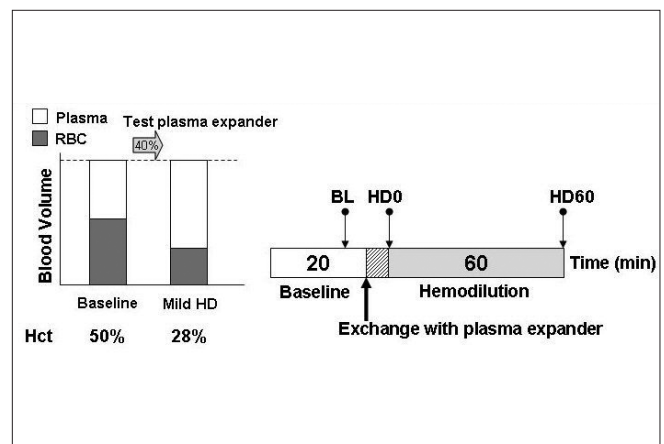 Plasma
RBC
Test plasma expander
40%
Blood Volume
Baseline
Mild HD
Hct
50%
28%
BL
HD0
HD60
20
60
Time (min)
Baseline
Hemodilution
Exchange with plasma expander